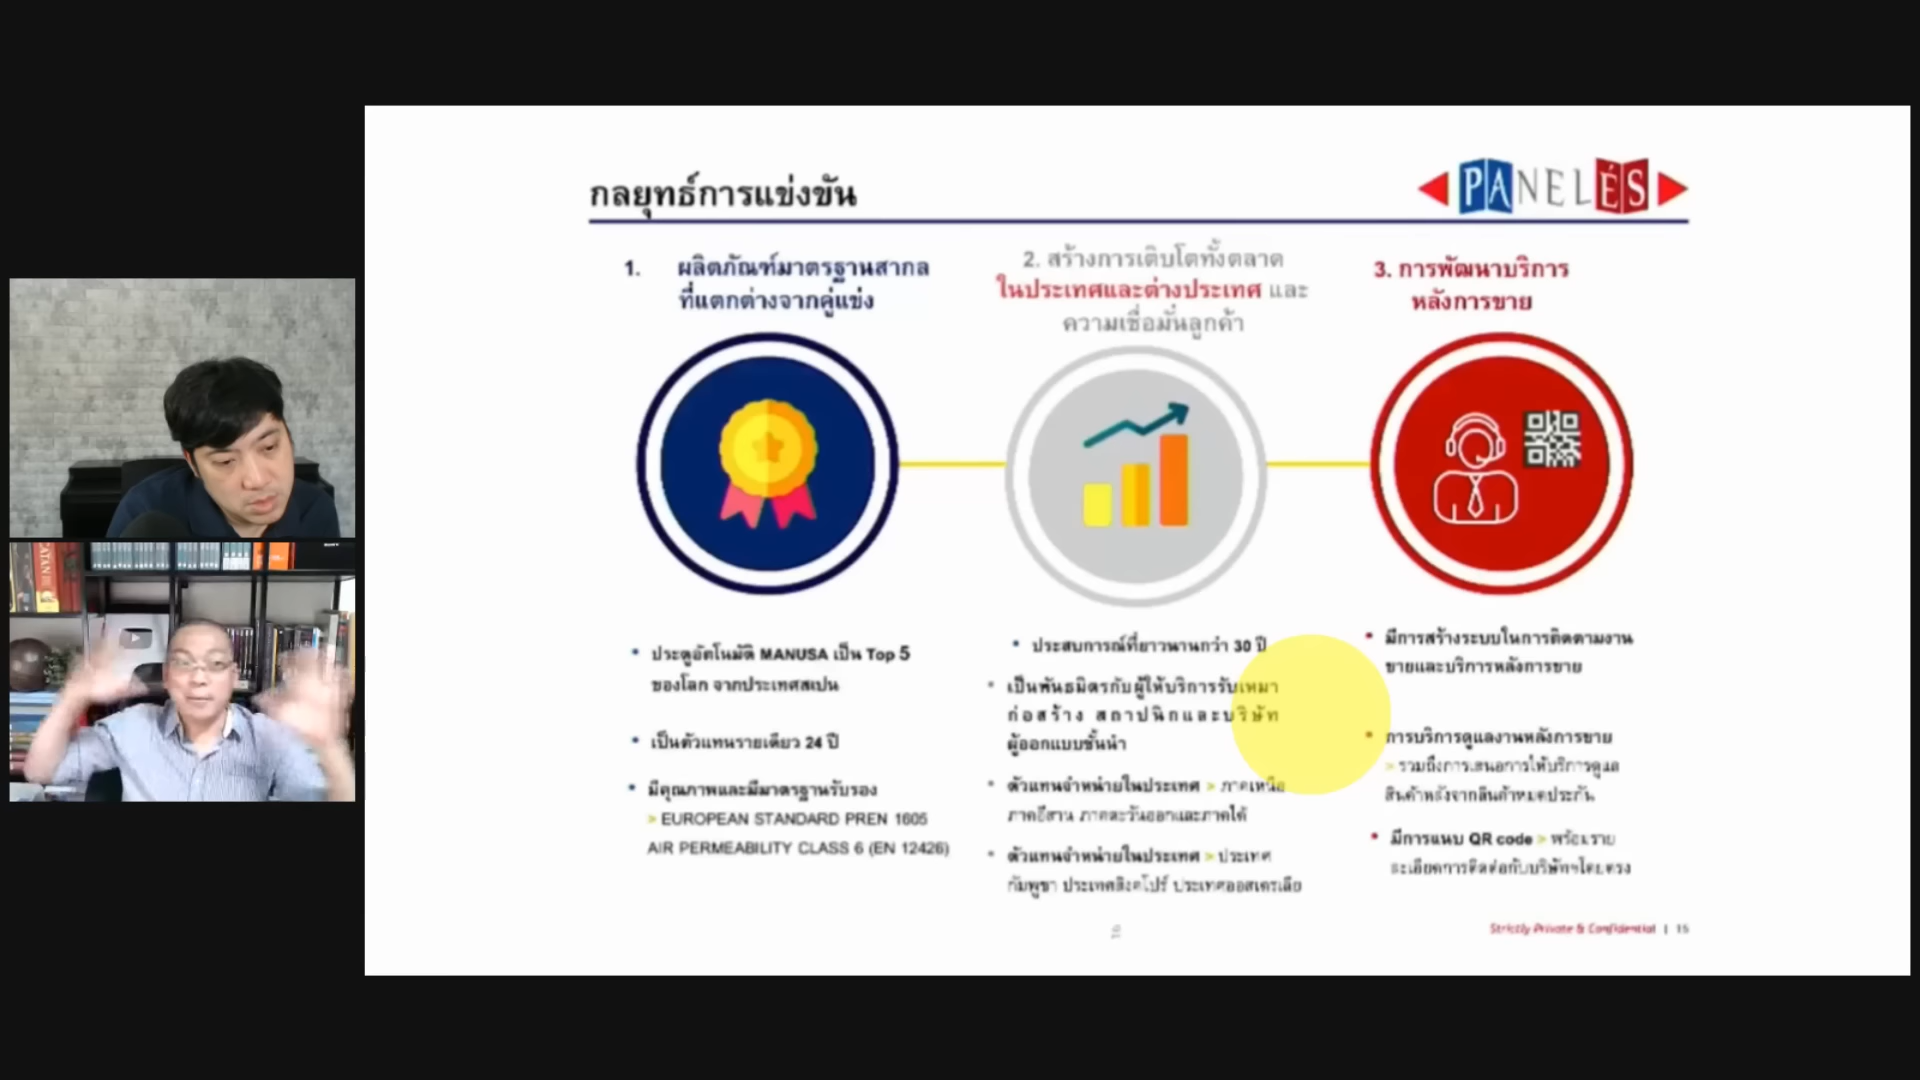 กลยุทธ์การแข่งขัน
PANELÉS
1. ผลิตภัณฑ์มาตรฐานสากล
ที่แตกต่างจากคู่แข่ง
2. สร้างการเติบโตทั้งตลาด
ในประเทศและต่างประเทศ และ
ความเชื่อมั่นลูกค้า
3. การพัฒนาบริการ
หลังการขาย
• ประตูอัตโนมัติ MANUSA เป็น Top 5
ของโลก จากประเทศสเปน
• เป็นตัวแทนรายเดียว 24 ปี
• มีคุณภาพและมีมาตรฐานรับรอง
> EUROPEAN STANDARD PREN 1605
AIR PERMEABILITY CLASS 6 (EN 12426)
• ประสบการณ์ที่ยาวนานกว่า 30 ปี
• เป็นพันธมิตรกับผู้ให้บริการรับเหมา
ก่อสร้าง สถาปนิกและบริษัท
ผู้ออกแบบชั้นนำ
• ตัวแทนจำหน่ายในประเทศ > ภาคเหนือ
ภาคอีสาน ภาคตะวันออกและภาคใต้
• ตัวแทนจำหน่ายในประเทศ > ประเทศ
กัมพูชา ประเทศสิงคโปร์ ประเทศออสเตรเลีย
• มีการสร้างระบบในการติดตามงาน
ขายและบริการหลังการขาย
• การบริการดูแลงานหลังการขาย
> รวมถึงการเสนอการให้บริการดูแล
สินค้าหลังจากสินค้าหมดประกัน
• มีการแนบ QR code > พร้อมราย
ละเอียดการติดต่อกับบริษัทฯโดยตรง
16
Strictly Private & Confidential | 15
CATAN